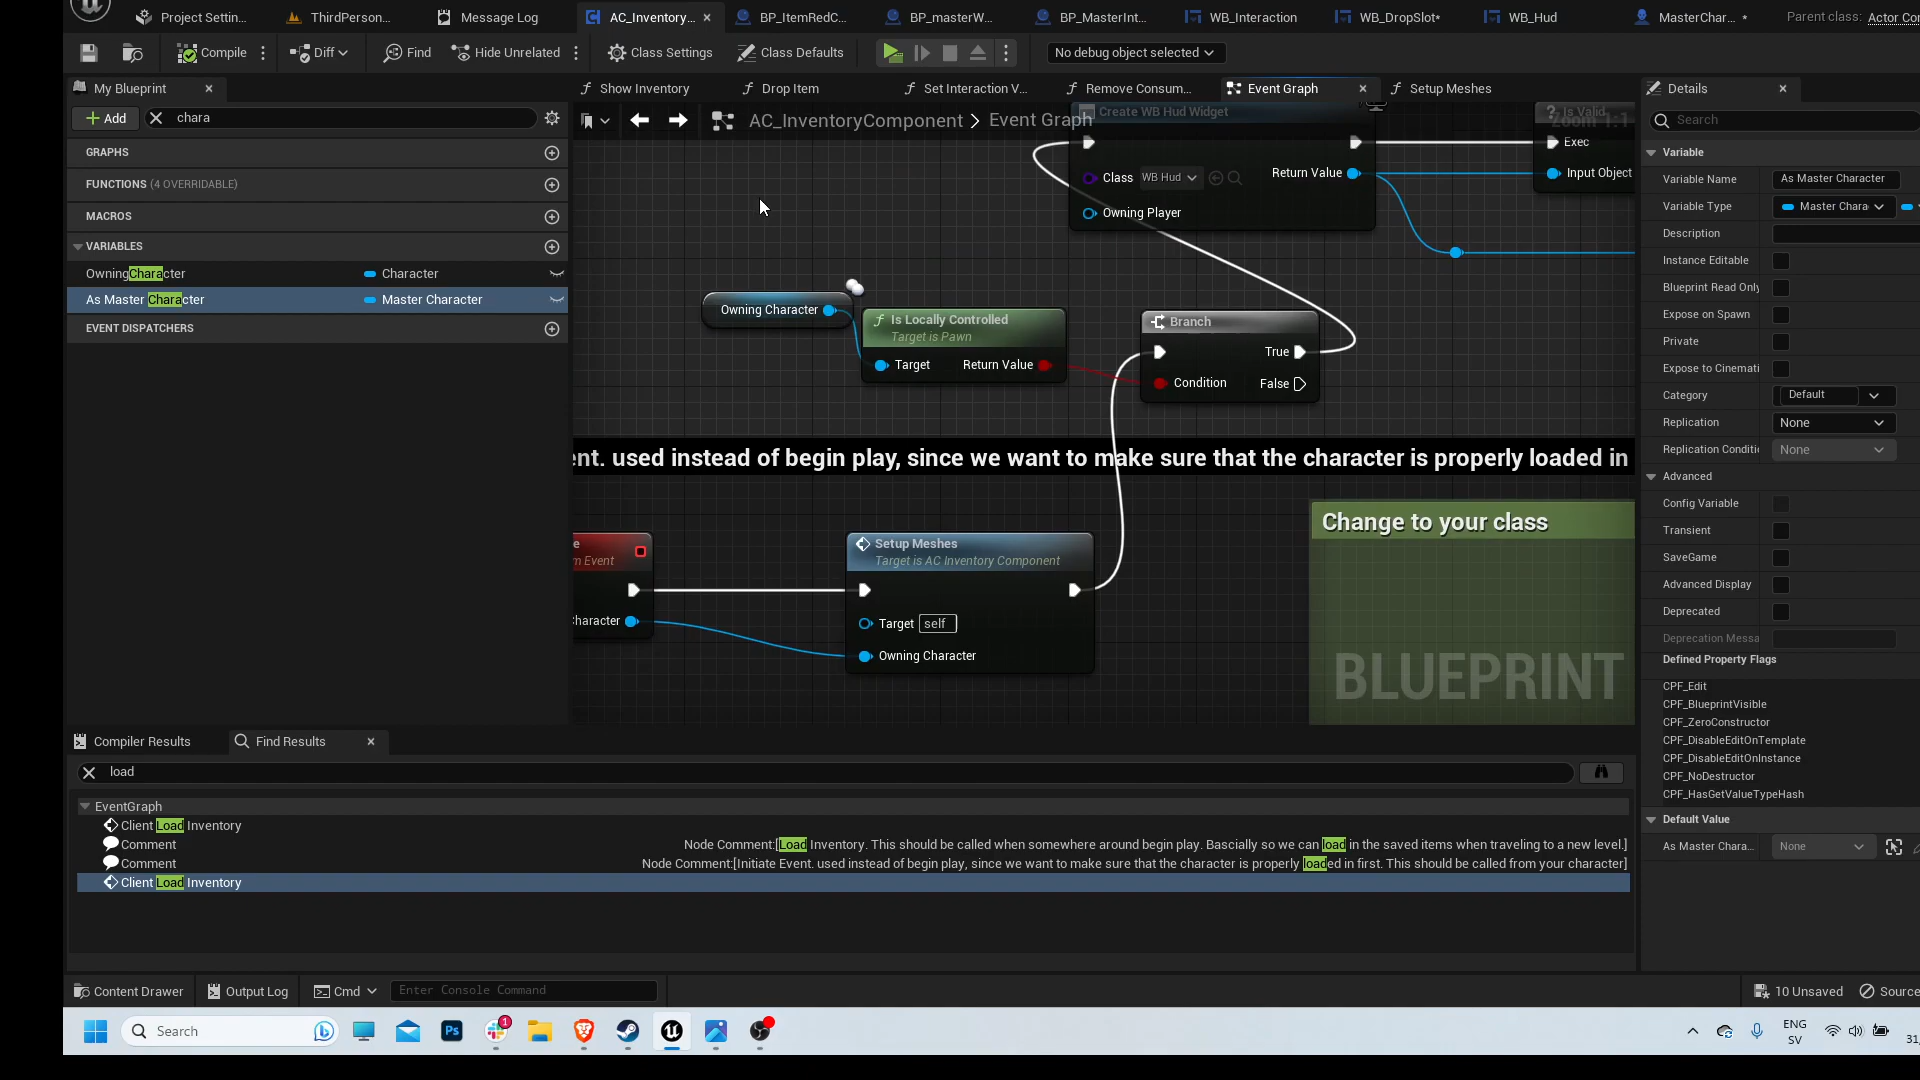 Project Settin...
ThirdPerson...
Message Log
AC_Inventory...
BP_ItemRedC...
BP_masterW...
BP_MasterInt...
WB_Interaction
WB_DropSlot*
WB_Hud
MasterChar... *
Parent class: Actor Con
Compile
Diff
Find
Hide Unrelated
Class Settings
Class Defaults
No debug object selected
My Blueprint
Show Inventory
Drop Item
Set Interaction V...
Remove Consum...
Event Graph
Setup Meshes
Details
Add
chara
AC_InventoryComponent > Event Graph
Search
GRAPHS
FUNCTIONS (4 OVERRIDABLE)
MACROS
VARIABLES
OwningCharacter Character
As Master Character Master Character
EVENT DISPATCHERS
Create WB Hud Widget
Class WB Hud
Return Value
Owning Player
Is Valid
Zoom 1:1
Exec
Input Object
Owning Character
Is Locally Controlled
Target is Pawn
Target Return Value
Branch
True
Condition False
ent. used instead of begin play, since we want to make sure that the character is properly loaded in
e
m Event
Character
Setup Meshes
Target is AC Inventory Component
Target self
Owning Character
Change to your class
BLUEPRINT
Variable
Variable Name As Master Character
Variable Type Master Chara
Description
Instance Editable
Blueprint Read Only
Expose on Spawn
Private
Expose to Cinemati
Category Default
Replication None
Replication Conditi None
Advanced
Config Variable
Transient
SaveGame
Advanced Display
Deprecated
Deprecation Messa
Defined Property Flags
CPF_Edit
CPF_BlueprintVisible
CPF_ZeroConstructor
CPF_DisableEditOnTemplate
CPF_DisableEditOnInstance
CPF_NoDestructor
CPF_HasGetValueTypeHash
Default Value
As Master Chara... None
Compiler Results
Find Results
load
EventGraph
Client Load Inventory
Comment Node Comment:[Load Inventory. This should be called when somewhere around begin play. Bascially so we can load in the saved items when traveling to a new level.]
Comment Node Comment:[Initiate Event. used instead of begin play, since we want to make sure that the character is properly loaded in first. This should be called from your character]
Client Load Inventory
Content Drawer
Output Log
Cmd
Enter Console Command
10 Unsaved
Source
Search
Ps
1
ENG
SV
31,